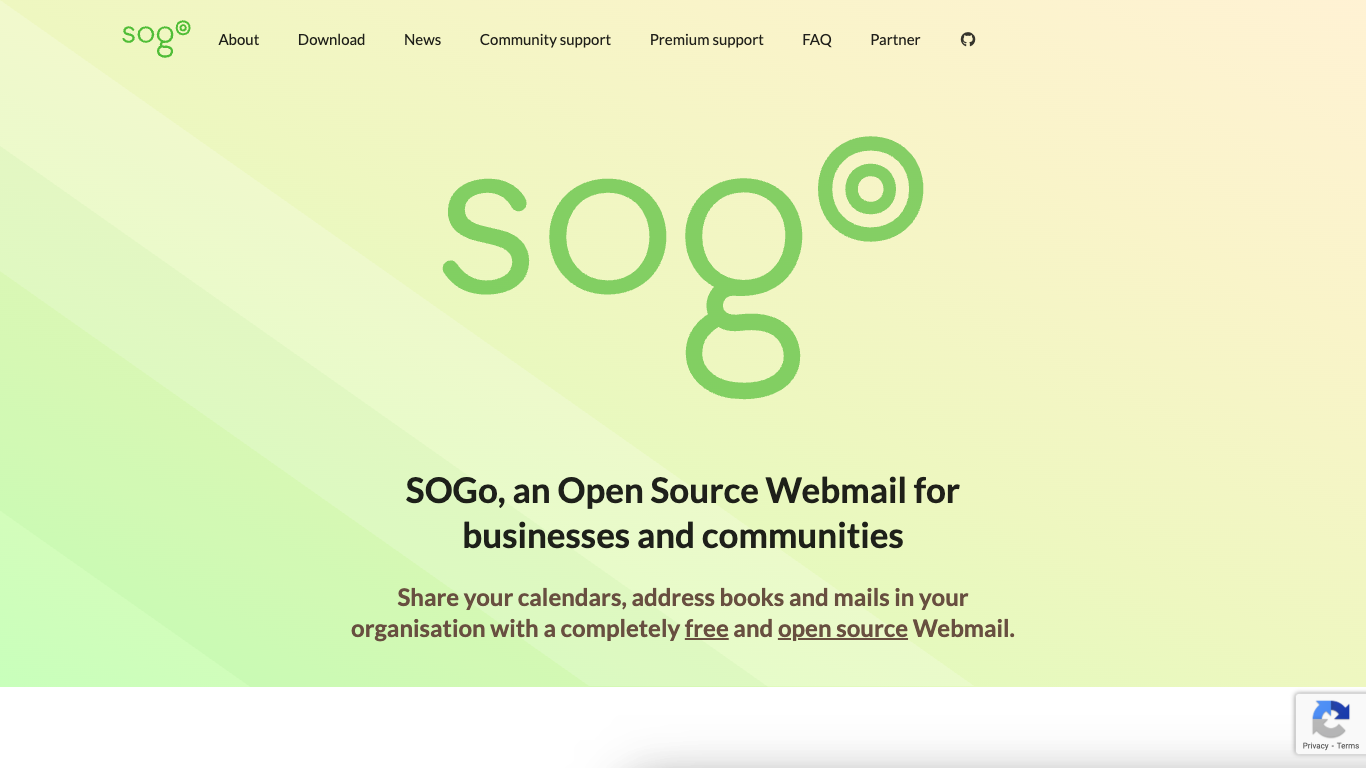 sogo
About
Download
News
Community support
Premium support
FAQ
Partner
sogo
SOGo, an Open Source Webmail for
businesses and communities
Share your calendars, address books and mails in your
organisation with a completely free and open source Webmail.
Privacy - Terms